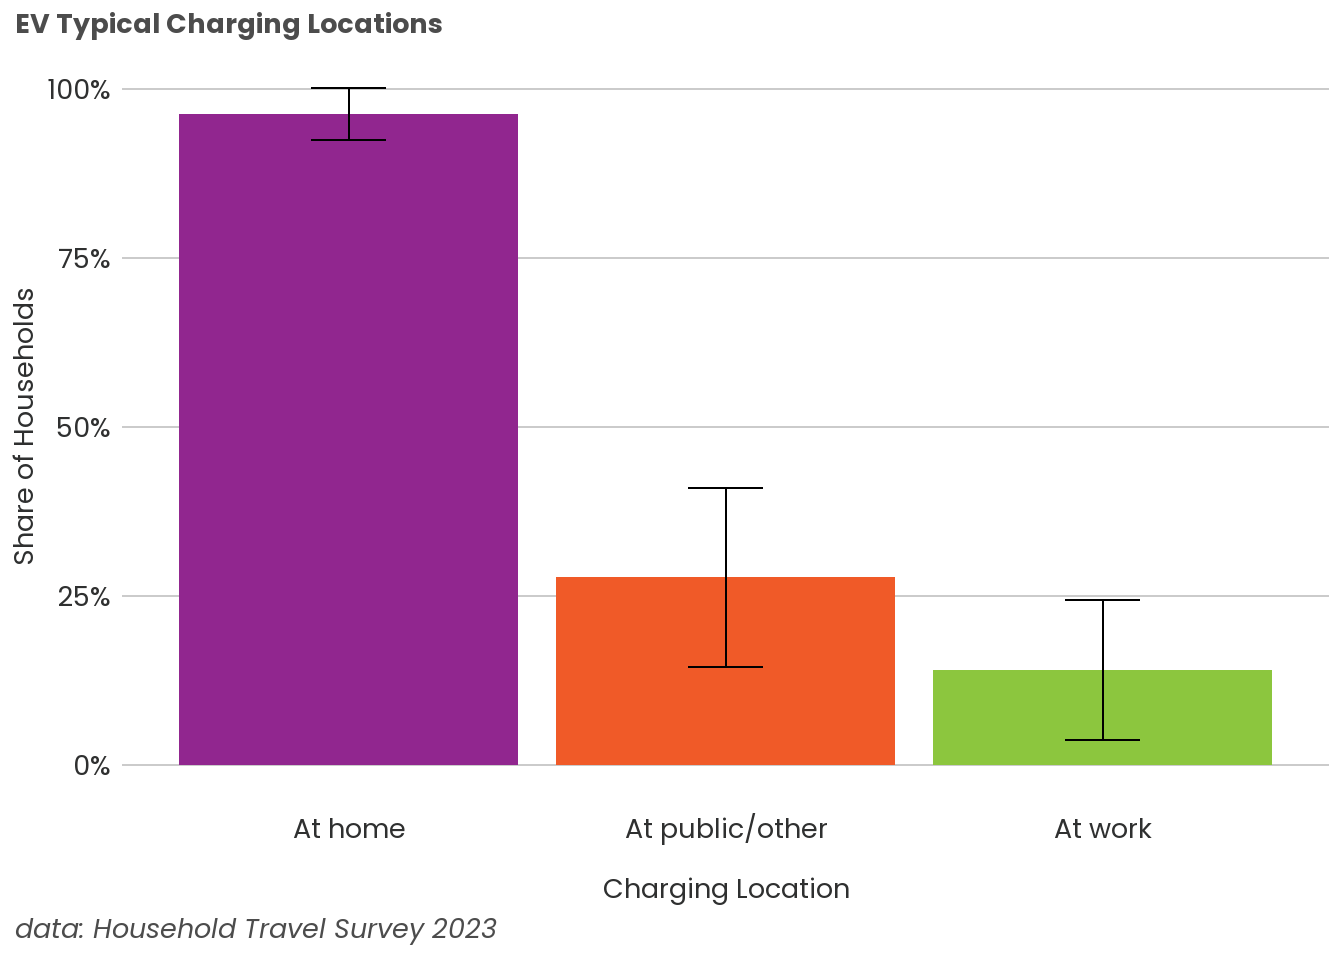 EV Typical Charging Locations
100%
75%
50%
25%
0%
Share of Households
At home
At public/other
At work
Charging Location
data: Household Travel Survey 2023